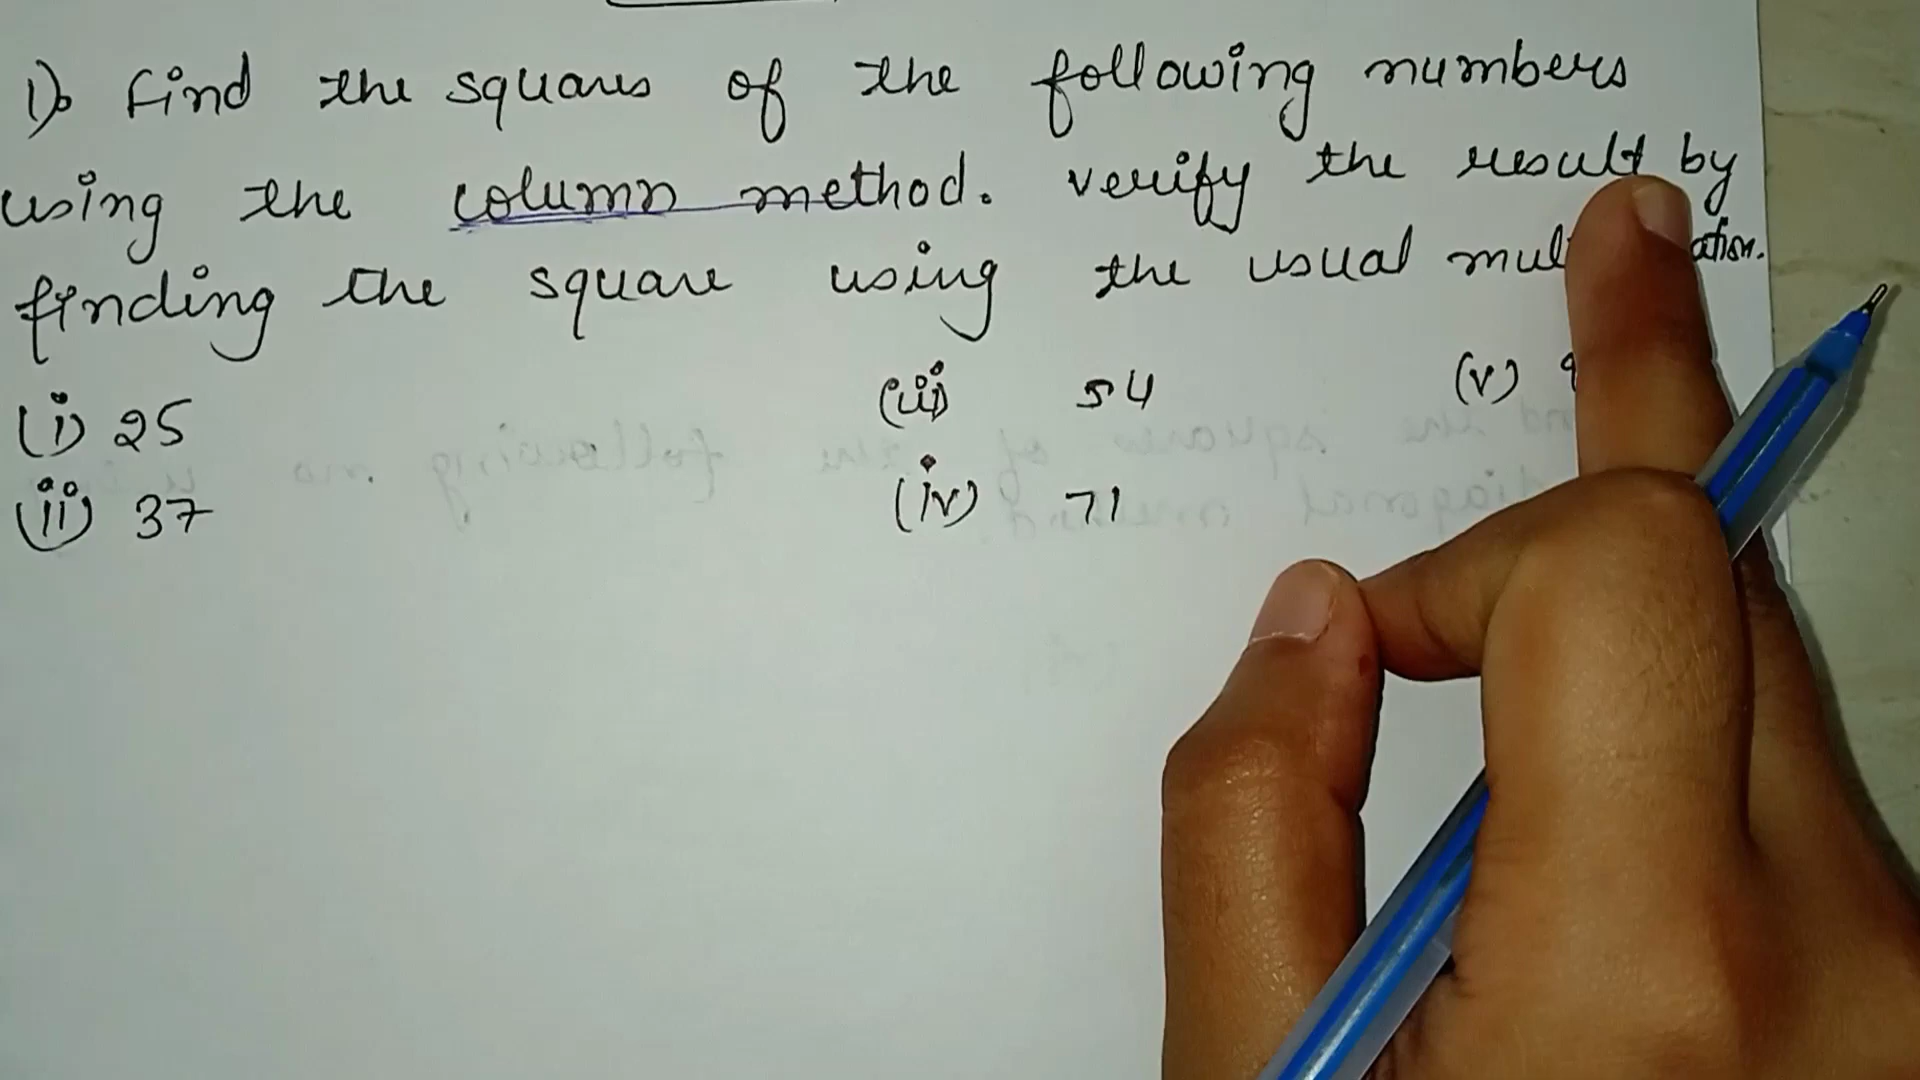 1). Find the squares of the following numbers
using the column method. verify the result by
finding the square using the usual
(i) 25 (iii) 54 (v)
(ii) 37 (iv) 71